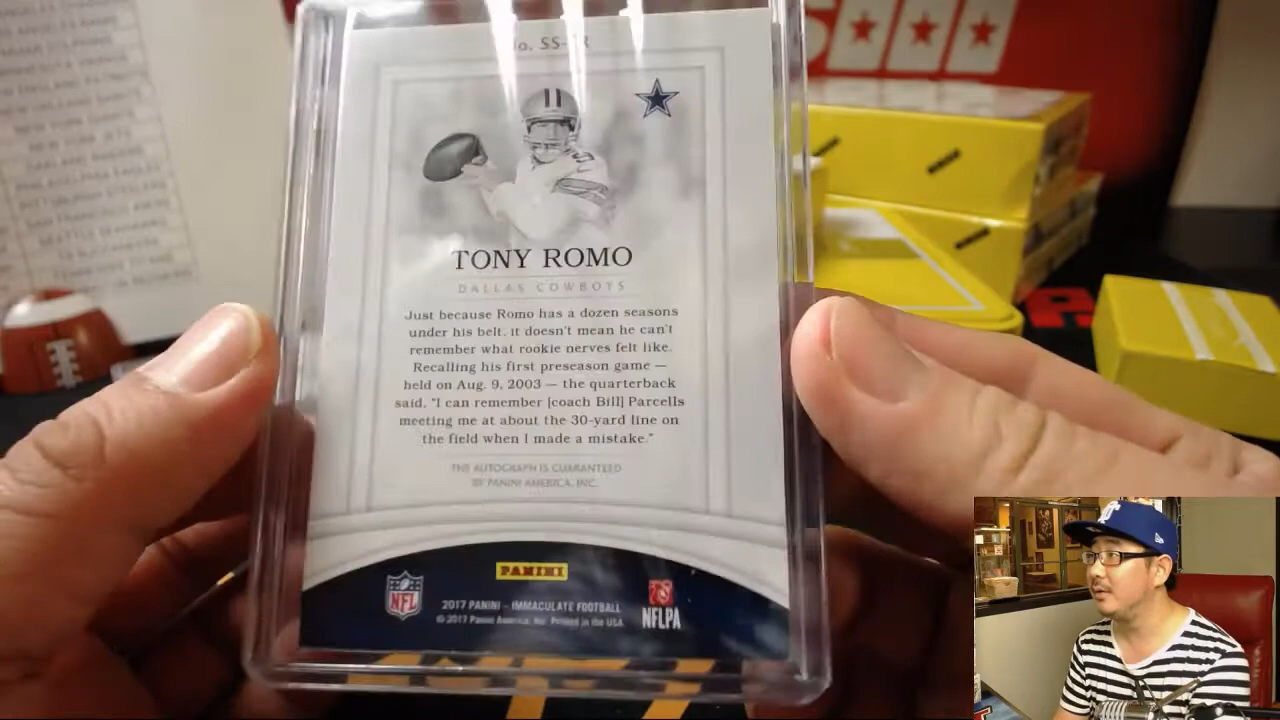 No. SS-TR
TONY ROMO
DALLAS COWBOYS
Just because Romo has a dozen seasons
under his belt, it doesn't mean he can't
remember what rookie nerves felt like.
Recalling his first preseason game —
held on Aug. 9, 2003 — the quarterback
said, "I can remember [coach Bill] Parcells
meeting me at about the 30-yard line on
the field when I made a mistake."
THE AUTOGRAPH IS GUARANTEED
BY PANINI AMERICA, INC.
PANINI
NFL
NFLPA
2017 PANINI - IMMACULATE FOOTBALL
© 2017 Panini America, Inc. Printed in the USA.